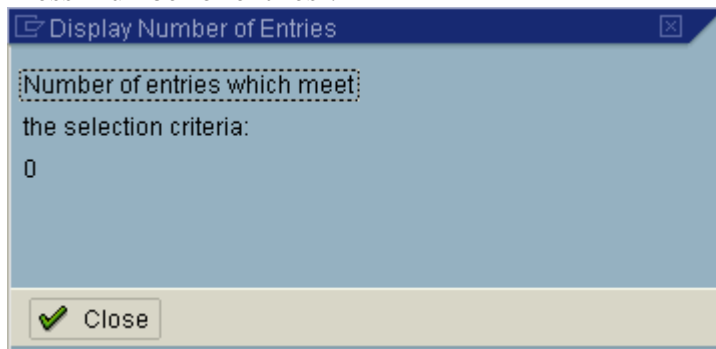 Display Number of Entries
Number of entries which meet
the selection criteria:
0
Close